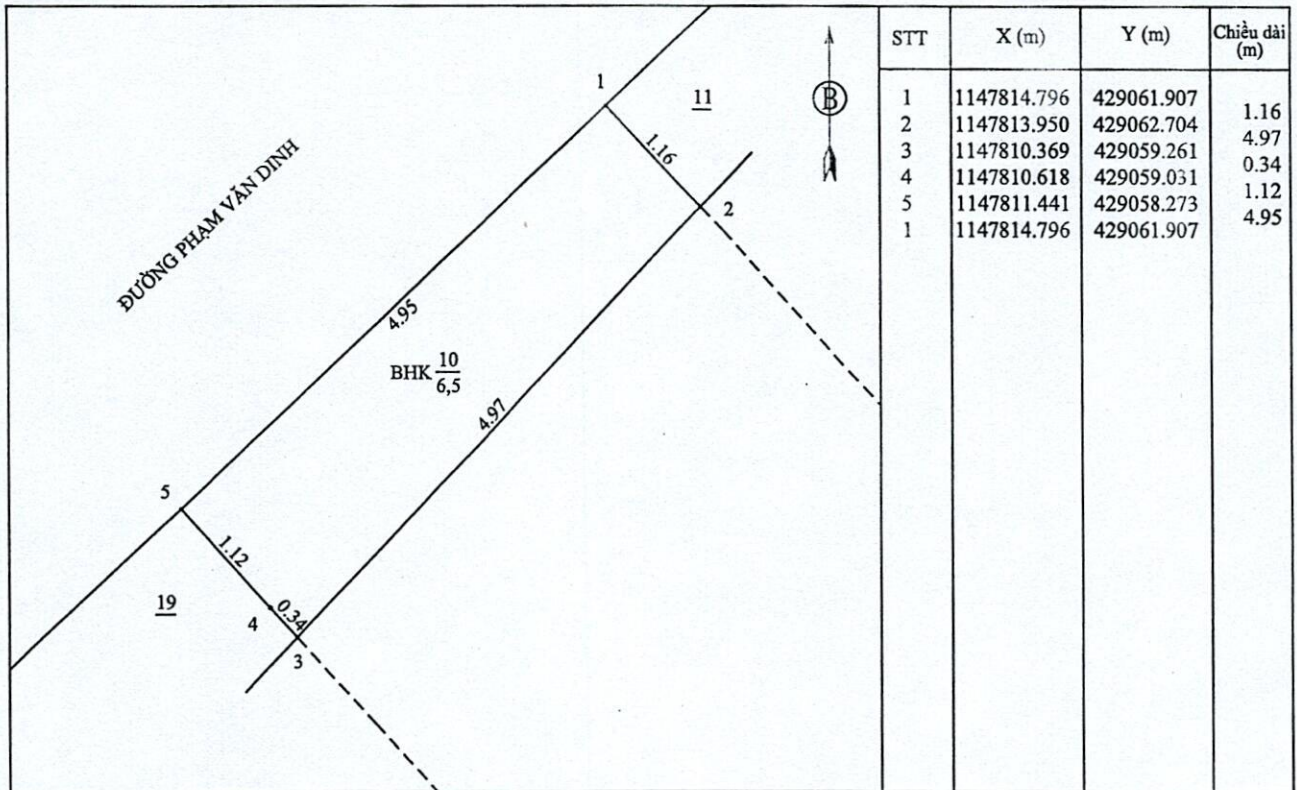 1
11
B
1.16
2
ĐƯỜNG PHẠM VĂN DINH
4.95
BHK 10
6,5
4.97
5
1.12
19
4
0.34
3
STT X (m) Y (m) Chiều dài (m)
1 1147814.796 429061.907
1.16
2 1147813.950 429062.704
4.97
3 1147810.369 429059.261
0.34
4 1147810.618 429059.031
1.12
5 1147811.441 429058.273
4.95
1 1147814.796 429061.907